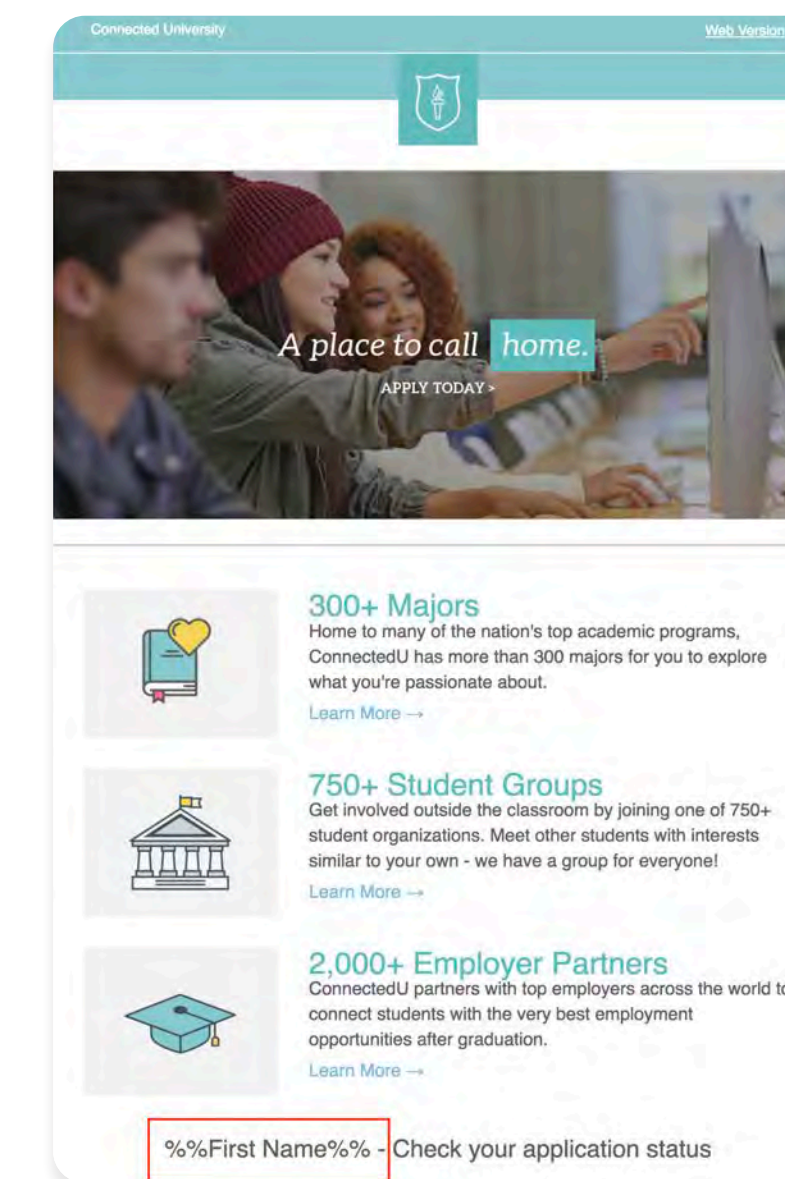 Connected University
Web Version
A place to call home.
APPLY TODAY >
300+ Majors
Home to many of the nation's top academic programs,
ConnectedU has more than 300 majors for you to explore
what you're passionate about.
Learn More →
750+ Student Groups
Get involved outside the classroom by joining one of 750+
student organizations. Meet other students with interests
similar to your own - we have a group for everyone!
Learn More →
2,000+ Employer Partners
ConnectedU partners with top employers across the world to
connect students with the very best employment
opportunities after graduation.
Learn More →
%%First Name%% - Check your application status